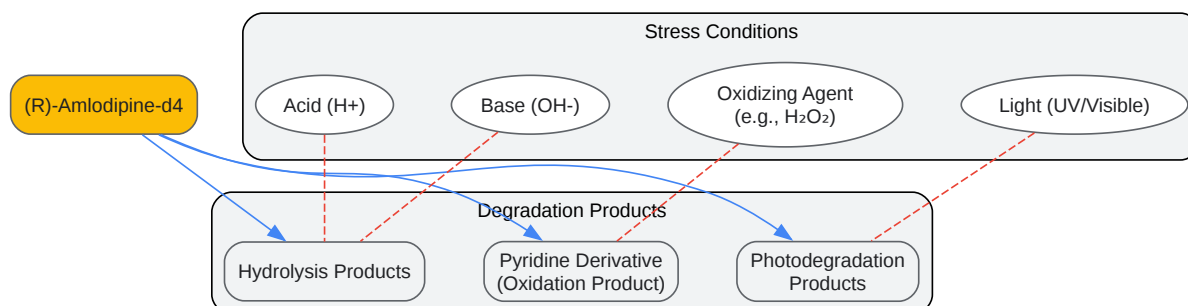 Stress Conditions
(R)-Amlodipine-d4
Acid (H+)
Base (OH-)
Oxidizing Agent
(e.g., H₂O₂)
Light (UV/Visible)
Degradation Products
Hydrolysis Products
Pyridine Derivative
(Oxidation Product)
Photodegradation
Products